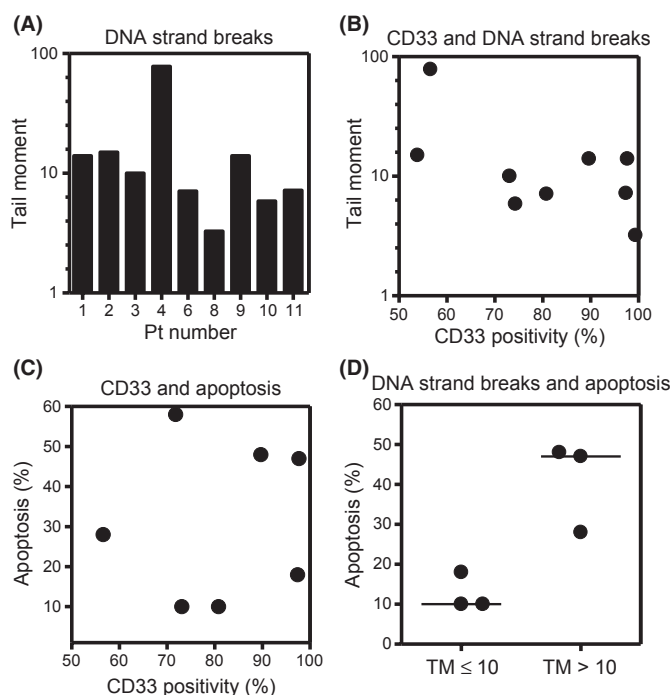 (A)
DNA strand breaks
Tail moment
100
10
1
1 2 3 4 6 8 9 10 11
Pt number
(B)
CD33 and DNA strand breaks
Tail moment
100
10
1
50 60 70 80 90 100
CD33 positivity (%)
(C)
CD33 and apoptosis
Apoptosis (%)
60
50
40
30
20
10
50 60 70 80 90 100
CD33 positivity (%)
(D)
DNA strand breaks and apoptosis
Apoptosis (%)
60
50
40
30
20
10
0
TM ≤ 10 TM > 10